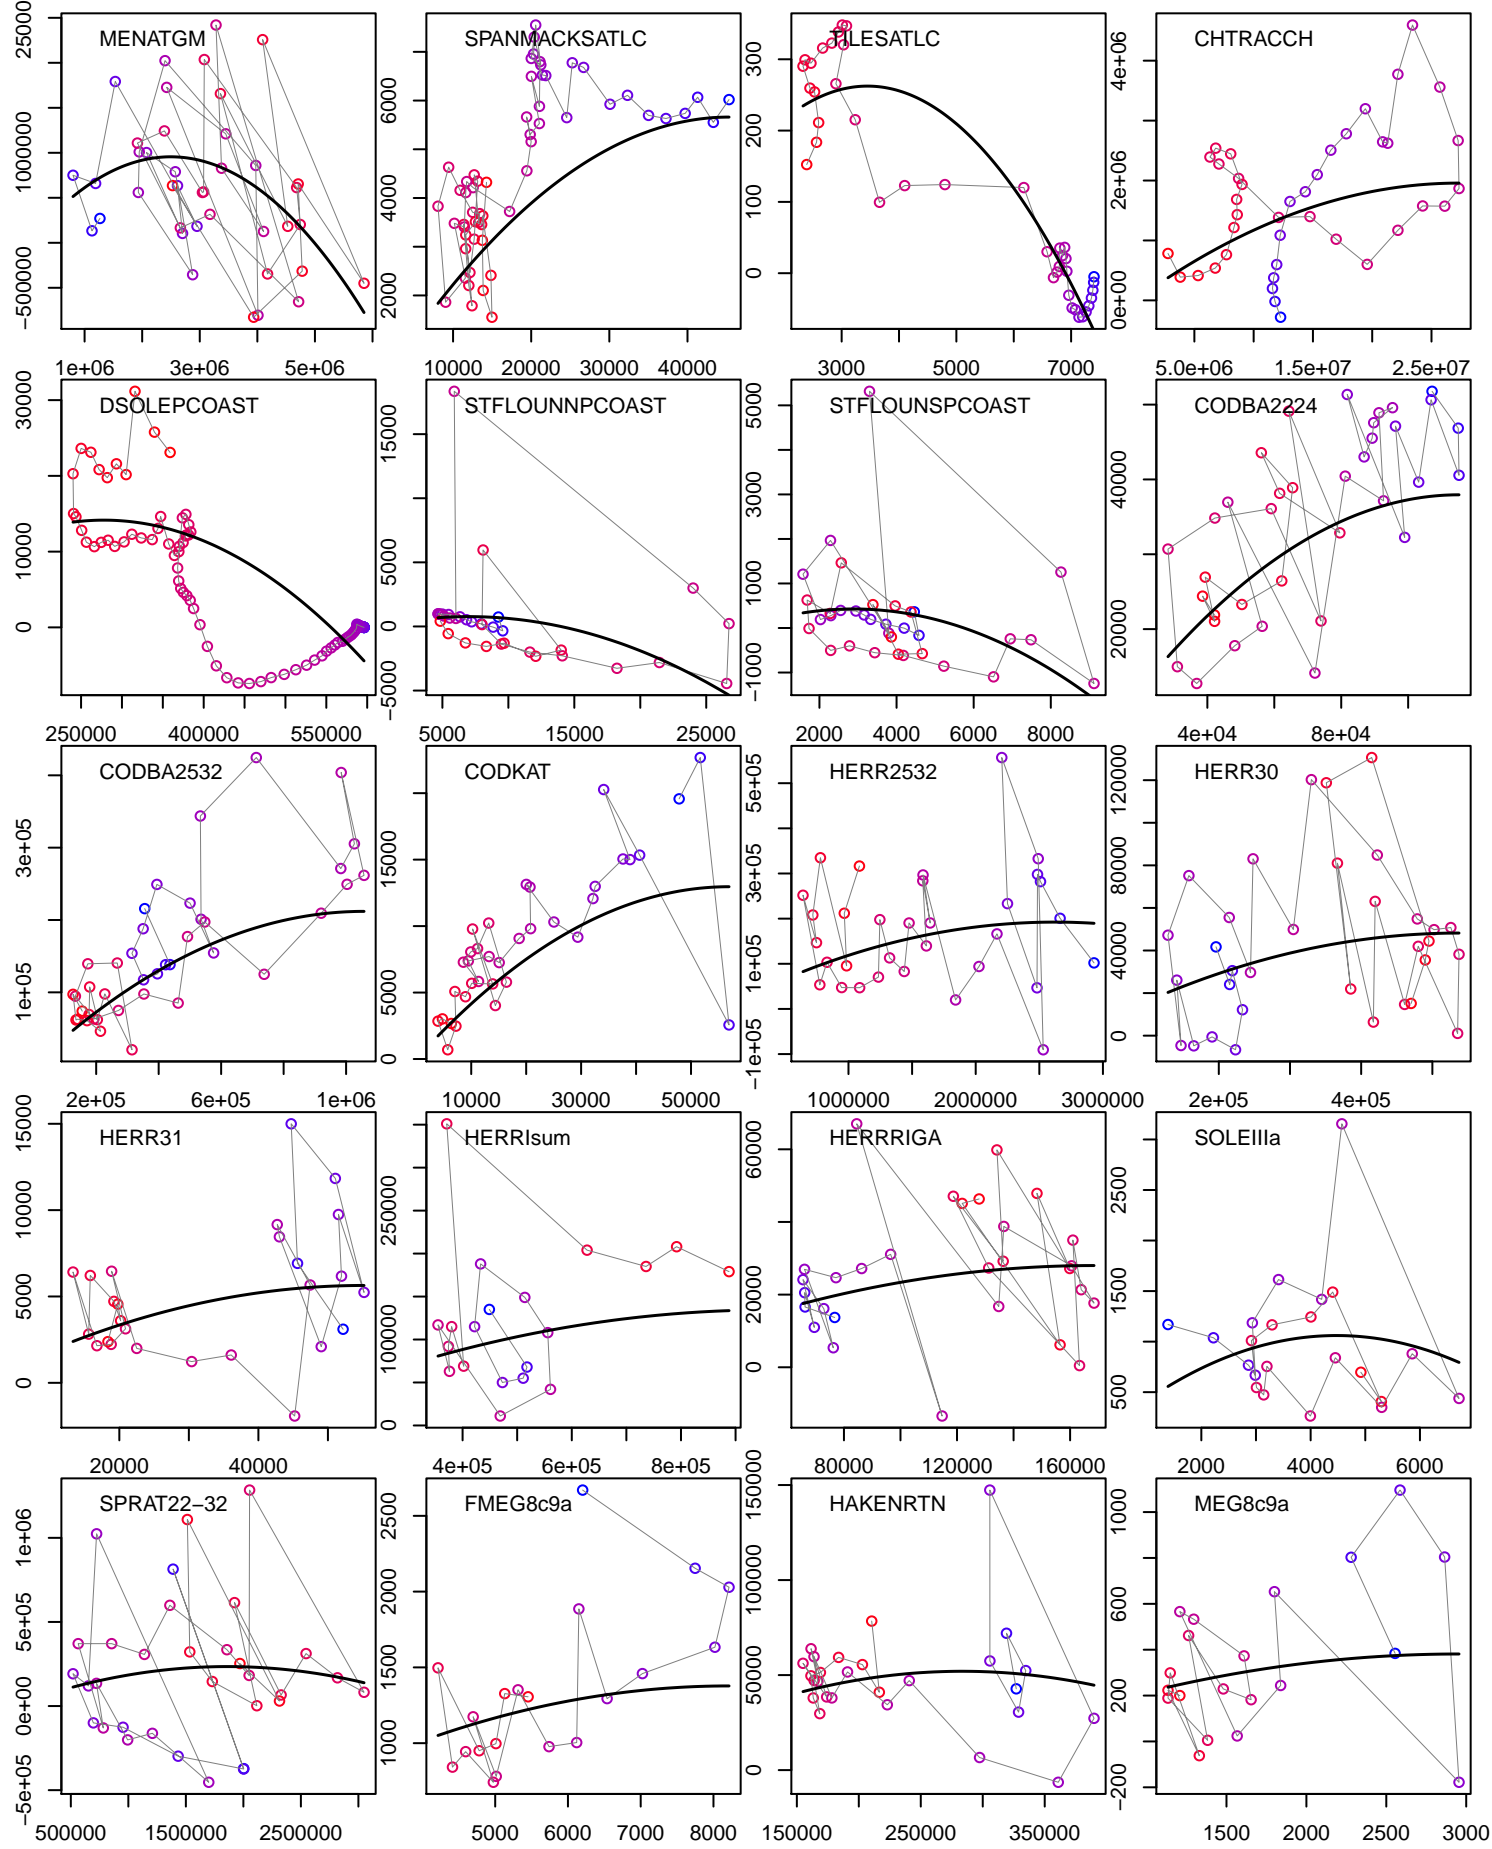 MENATGM SPANMACKSATLC TILESATLC CHTRACCH
−500000 1000000 25000
2000 4000 6000
0 100 200 300
0e+00 2e+06 4e+06
1e+06 3e+06 5e+06 10000 20000 30000 40000 3000 5000 7000 5.0e+06 1.5e+07 2.5e+07
DSOLEPCOAST STFLOUNNPCOAST STFLOUNSPCOAST CODBA2224
0 10000 30000
−5000 0 5000 15000
−1000 1000 3000 5000
20000 40000
250000 400000 550000 5000 15000 25000 2000 4000 6000 8000 4e+04 8e+04
CODBA2532 CODKAT HERR2532 HERR30
1e+05 3e+05
0 5000 15000
−1e+05 1e+05 3e+05 5e+05
0 40000 80000 120000
2e+05 6e+05 1e+06 10000 30000 50000 1000000 2000000 3000000 2e+05 4e+05
HERR31 HERRIsum HERRRIGA SOLEIIIa
0 5000 10000 15000
0 100000 250000
0 20000 60000
500 1500 2500
20000 40000 4e+05 6e+05 8e+05 80000 120000 160000 2000 4000 6000
SPRAT22−32 FMEG8c9a HAKENRTN MEG8c9a
−5e+05 0e+00 5e+05 1e+06
1000 1500 2000 2500
0 50000 100000 150000
−200 200 600 1000
500000 1500000 2500000 5000 6000 7000 8000 150000 250000 350000 1500 2000 2500 3000